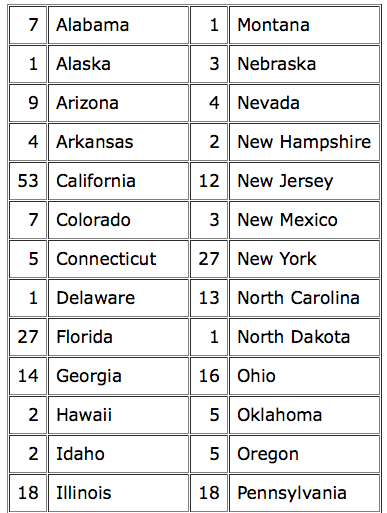 7 Alabama 1 Montana
1 Alaska 3 Nebraska
9 Arizona 4 Nevada
4 Arkansas 2 New Hampshire
53 California 12 New Jersey
7 Colorado 3 New Mexico
5 Connecticut 27 New York
1 Delaware 13 North Carolina
27 Florida 1 North Dakota
14 Georgia 16 Ohio
2 Hawaii 5 Oklahoma
2 Idaho 5 Oregon
18 Illinois 18 Pennsylvania